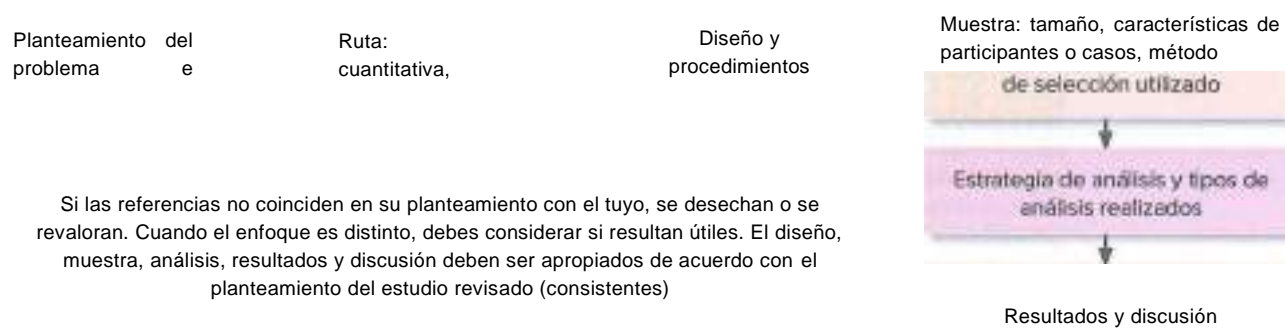 Planteamiento del
problema e
Ruta:
cuantitativa,
Diseño y
procedimientos
Muestra: tamaño, características de
participantes o casos, método
de selección utilizado
Estrategia de análisis y tipos de
análisis realizados
Si las referencias no coinciden en su planteamiento con el tuyo, se desechan o se
revaloran. Cuando el enfoque es distinto, debes considerar si resultan útiles. El diseño,
muestra, análisis, resultados y discusión deben ser apropiados de acuerdo con el
planteamiento del estudio revisado (consistentes)
Resultados y discusión